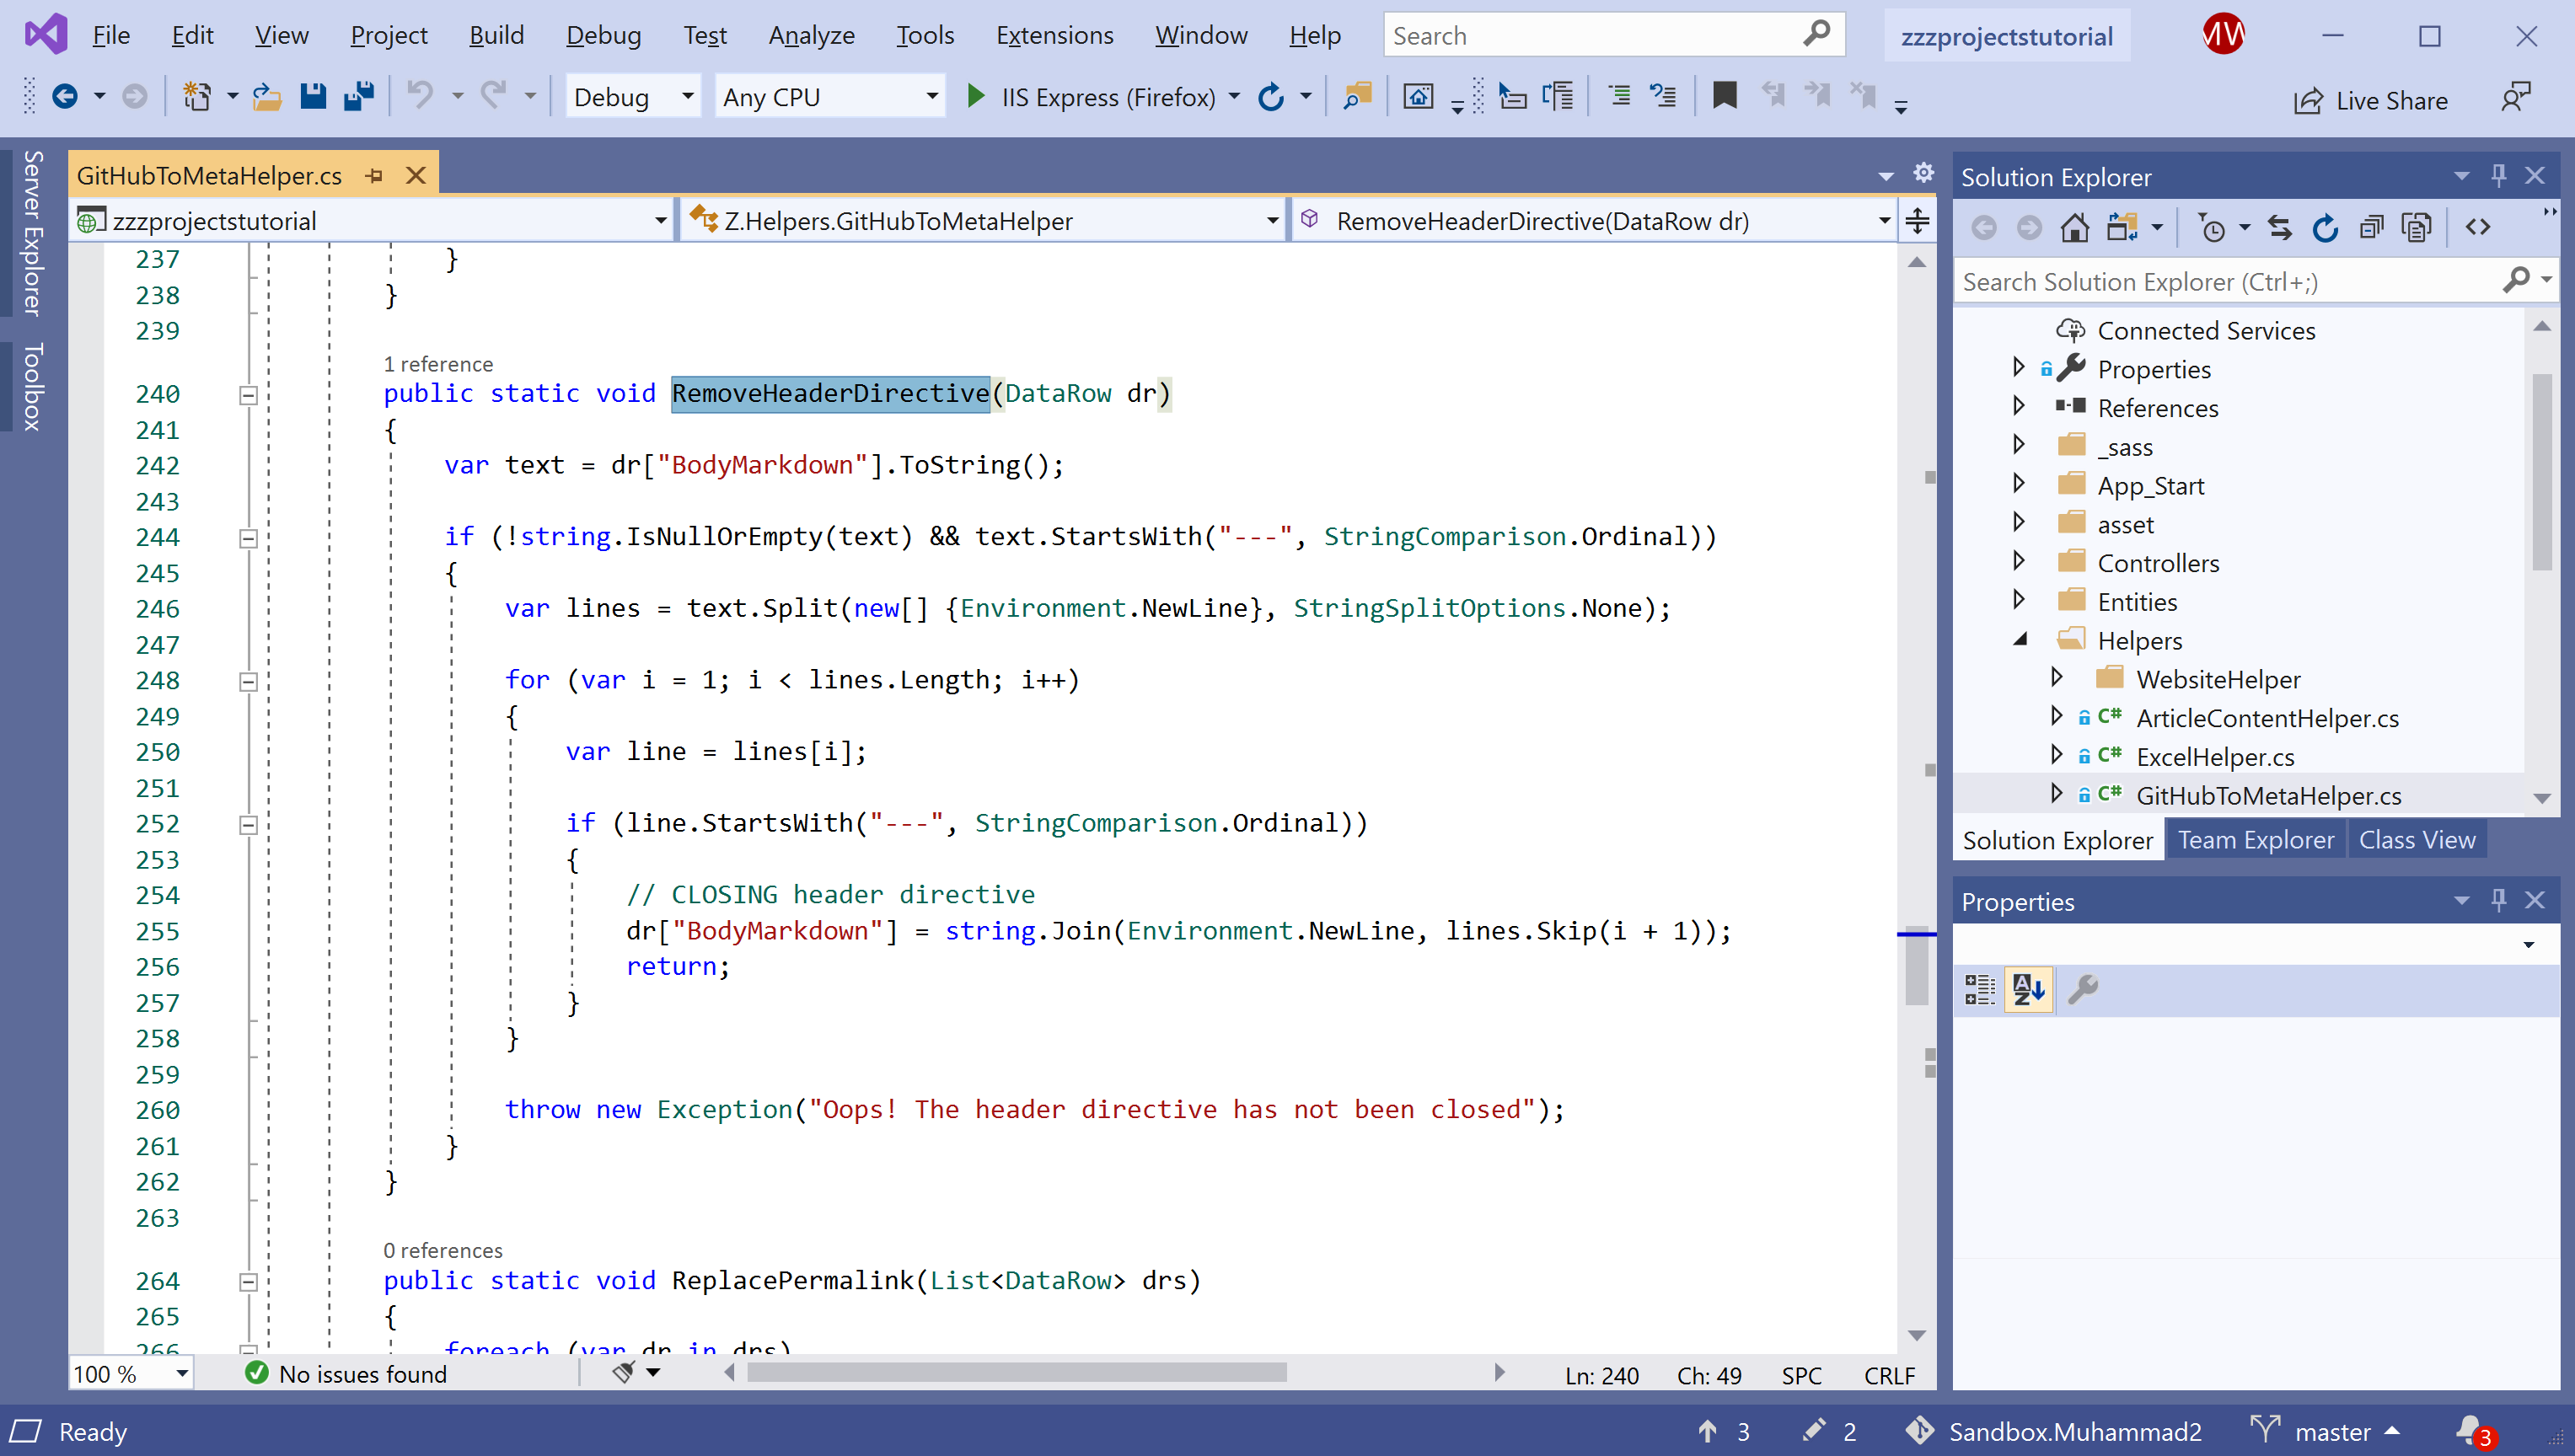 File Edit View Project Build Debug Test Analyze Tools Extensions Window Help Search zzzprojectstutorial MW
Debug Any CPU IIS Express (Firefox) Live Share
Server Explorer
Toolbox
GitHubToMetaHelper.cs
zzzprojectstutorial Z.Helpers.GitHubToMetaHelper RemoveHeaderDirective(DataRow dr)
237 }
238 }
239
1 reference
240 public static void RemoveHeaderDirective(DataRow dr)
241 {
242 var text = dr["BodyMarkdown"].ToString();
243
244 if (!string.IsNullOrEmpty(text) && text.StartsWith("---", StringComparison.Ordinal))
245 {
246 var lines = text.Split(new[] {Environment.NewLine}, StringSplitOptions.None);
247
248 for (var i = 1; i < lines.Length; i++)
249 {
250 var line = lines[i];
251
252 if (line.StartsWith("---", StringComparison.Ordinal))
253 {
254 // CLOSING header directive
255 dr["BodyMarkdown"] = string.Join(Environment.NewLine, lines.Skip(i + 1));
256 return;
257 }
258 }
259
260 throw new Exception("Oops! The header directive has not been closed");
261 }
262 }
263
0 references
264 public static void ReplacePermalink(List<DataRow> drs)
265 {
266 foreach (var dr in drs)
100 % No issues found Ln: 240 Ch: 49 SPC CRLF
Solution Explorer
Search Solution Explorer (Ctrl+;)
Connected Services
Properties
References
_sass
App_Start
asset
Controllers
Entities
Helpers
WebsiteHelper
C# ArticleContentHelper.cs
C# ExcelHelper.cs
C# GitHubToMetaHelper.cs
Solution Explorer Team Explorer Class View
Properties
Ready 3 2 Sandbox.Muhammad2 master 3